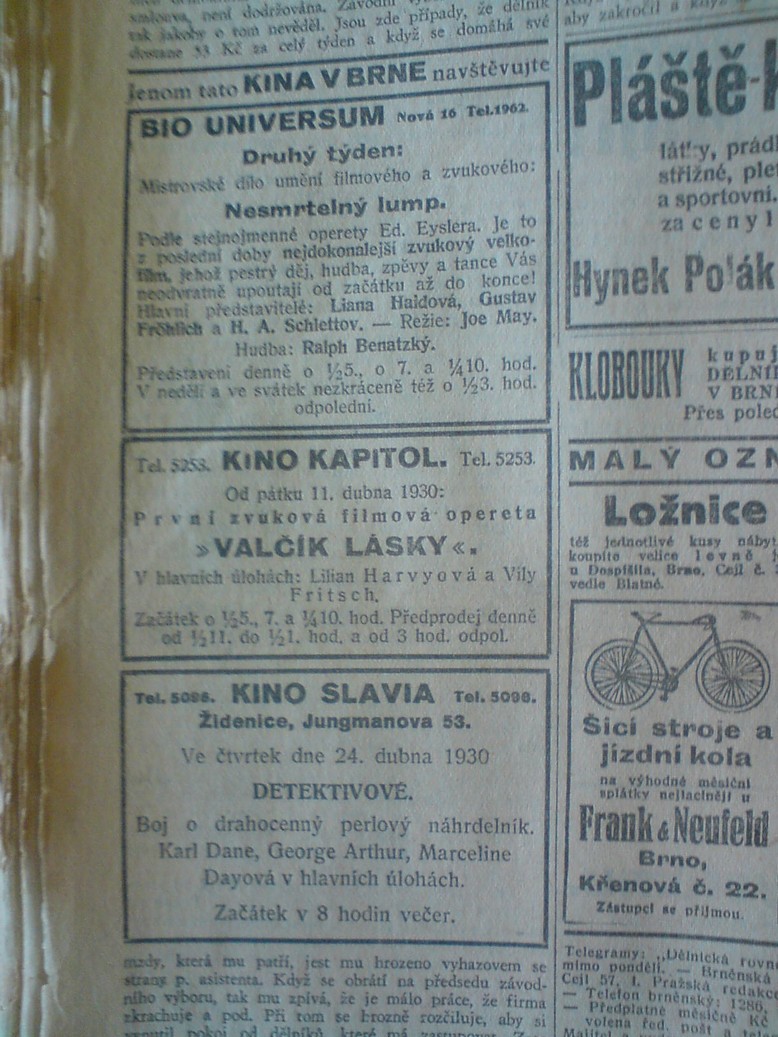 smlouva, není dodržována. Závodní
tak jakoby o tom nevěděl. Jsou zde případy, že dělník
dostane 53 Kč za celý týden a když se domáhá své
Jenom tato KINA V BRNE navštěvujte
BIO UNIVERSUM Nová 16 Tel.1962.
Druhý týden:
Mistrovské dílo umění filmového a zvukového:
Nesmrtelný lump.
Podle stejnojmenné operety Ed. Eyslera. Je to
z poslední doby nejdokonalejší zvukový velko-
film, jehož pestrý děj, hudba, zpěvy a tance Vás
neodvratně upoutají od začátku až do konce!
Hlavní představitelé: Liana Haidová, Gustav
Fröhlich a H. A. Schlettov. — Režie: Joe May.
Hudba: Ralph Benatzký.
Představení denně o ½5., o 7. a ¼10. hod.
V neděli a ve svátek nezkráceně též o ½3. hod.
odpolední.
Tel. 5253. KINO KAPITOL. Tel. 5253.
Od pátku 11. dubna 1930:
První zvuková filmová opereta
»VALČÍK LÁSKY«.
V hlavních úlohách: Lilian Harvyová a Vily
Fritsch.
Začátek o ½5., 7. a ¼10. hod. Předprodej denně
od ½11. do ½1. hod. a od 3 hod. odpol.
Tel. 5098. KINO SLAVIA Tel. 5098.
Židenice, Jungmanova 53.
Ve čtvrtek dne 24. dubna 1930
DETEKTIVOVÉ.
Boj o drahocenný perlový náhrdelník.
Karl Dane, George Arthur, Marceline
Dayová v hlavních úlohách.
Začátek v 8 hodin večer.
mzdy, která mu patří, jest mu hrozeno vyhazovem se
strany p. asistenta. Když se obrátí na předsedu závod-
ního výboru, tak mu zpívá, že je málo práce, že firma
zkrachuje a pod. Při tom se hrozně rozčiluje, aby si
pokoj od dělníků, které má
aby zakročil a když
Pláště-
látky, prádl
střižné, plet
a sportovní.
za ceny l
Hynek Polák
KLOBOUKY kupuj
DĚLNÍ
V BRNĚ
Přes poled
MALÝ OZN
Ložnice
též jednotlivé kusy náby
koupíte velice levně
u Dospišila, Brno, Cejl č.
vedle Blatné.
Šicí stroje a
jízdní kola
na výhodné měsíční
splátky nejlaciněji u
Frank & Neufeld
Brno,
Křenová č. 22.
Zástupci se přijmou.
Telegramy: „Dělnická rovno
mimo pondělí. — Brněnská
Cejl 57, I. Pražská redakce
— Telefon brněnský: 1286,
— Předplatné měsíčně Kč
volena řed. pošt a